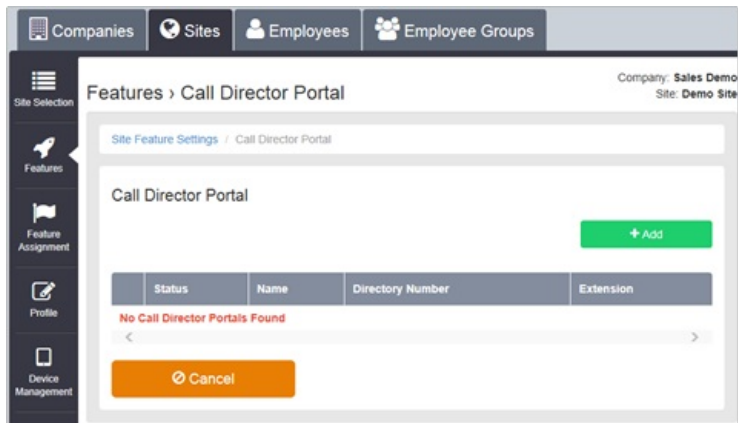 Companies Sites Employees Employee Groups
Site Selection
Features › Call Director Portal
Company: Sales Demo
Site: Demo Site
Features
Site Feature Settings / Call Director Portal
Call Director Portal
+ Add
Feature
Assignment
Status Name Directory Number Extension
No Call Director Portals Found
Profile
< >
Cancel
Device
Management